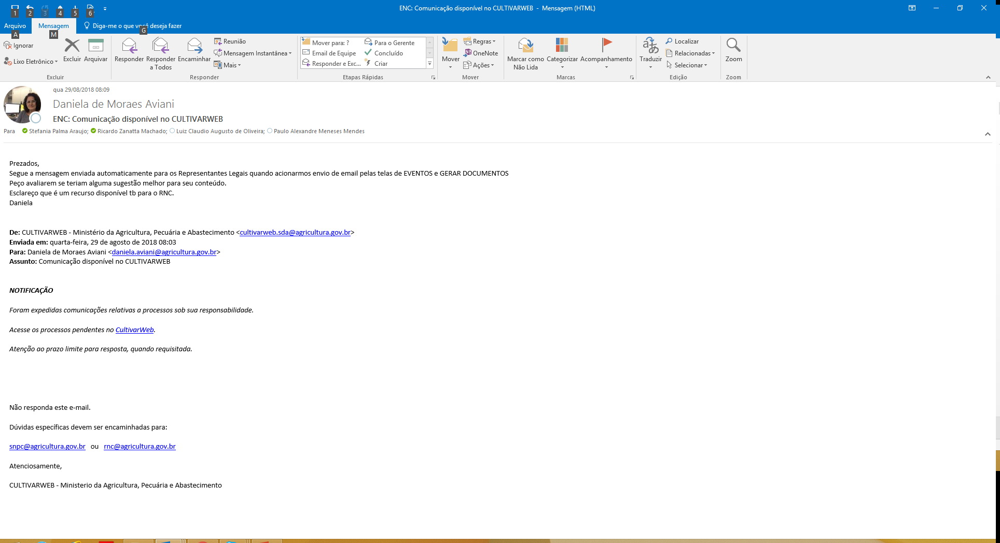 1 2 3 4 5 6
ENC: Comunicação disponível no CULTIVARWEB - Mensagem (HTML)
Arquivo Mensagem Diga-me o que você deseja fazer
A M G
Ignorar
Lixo Eletrônico
Excluir Arquivar
Excluir
Responder Responder a Todos Encaminhar
Reunião
Mensagem Instantânea
Mais
Responder
Mover para: ? Para o Gerente
Email de Equipe Concluído
Responder e Exc... Criar
Etapas Rápidas
Mover
Regras
OneNote
Ações
Mover
Marcar como Não Lida Categorizar Acompanhamento
Marcas
Traduzir
Localizar
Relacionadas
Selecionar
Edição
Zoom
Zoom
qua 29/08/2018 08:09
Daniela de Moraes Aviani
ENC: Comunicação disponível no CULTIVARWEB
Para Stefania Palma Araujo; Ricardo Zanatta Machado; Luiz Claudio Augusto de Oliveira; Paulo Alexandre Meneses Mendes
Prezados,
Segue a mensagem enviada automaticamente para os Representantes Legais quando acionarmos envio de email pelas telas de EVENTOS e GERAR DOCUMENTOS
Peço avaliarem se teriam alguma sugestão melhor para seu conteúdo.
Esclareço que é um recurso disponível tb para o RNC.
Daniela
De: CULTIVARWEB - Ministério da Agricultura, Pecuária e Abastecimento <cultivarweb.sda@agricultura.gov.br>
Enviada em: quarta-feira, 29 de agosto de 2018 08:03
Para: Daniela de Moraes Aviani <daniela.aviani@agricultura.gov.br>
Assunto: Comunicação disponível no CULTIVARWEB
NOTIFICAÇÃO
Foram expedidas comunicações relativas a processos sob sua responsabilidade.
Acesse os processos pendentes no CultivarWeb.
Atenção ao prazo limite para resposta, quando requisitada.
Não responda este e-mail.
Dúvidas específicas devem ser encaminhadas para:
snpc@agricultura.gov.br ou rnc@agricultura.gov.br
Atenciosamente,
CULTIVARWEB - Ministerio da Agricultura, Pecuária e Abastecimento